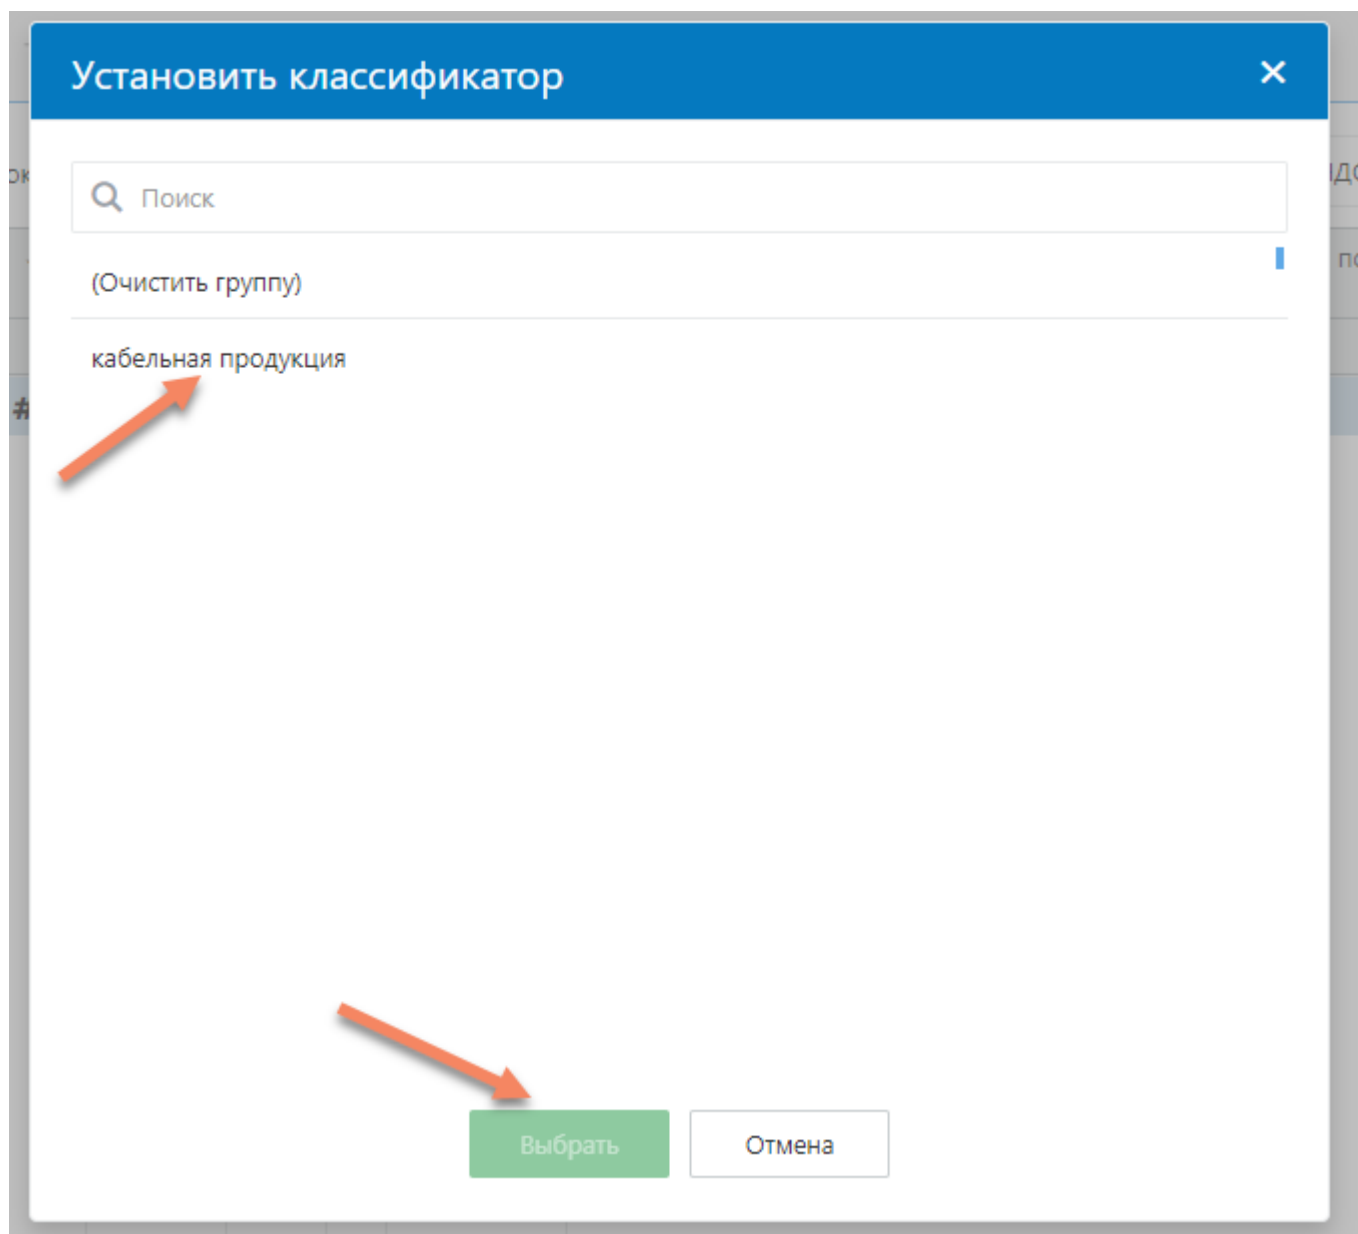 Установить классификатор
Поиск
(Очистить группу)
кабельная продукция
#
Выбрать
Отмена